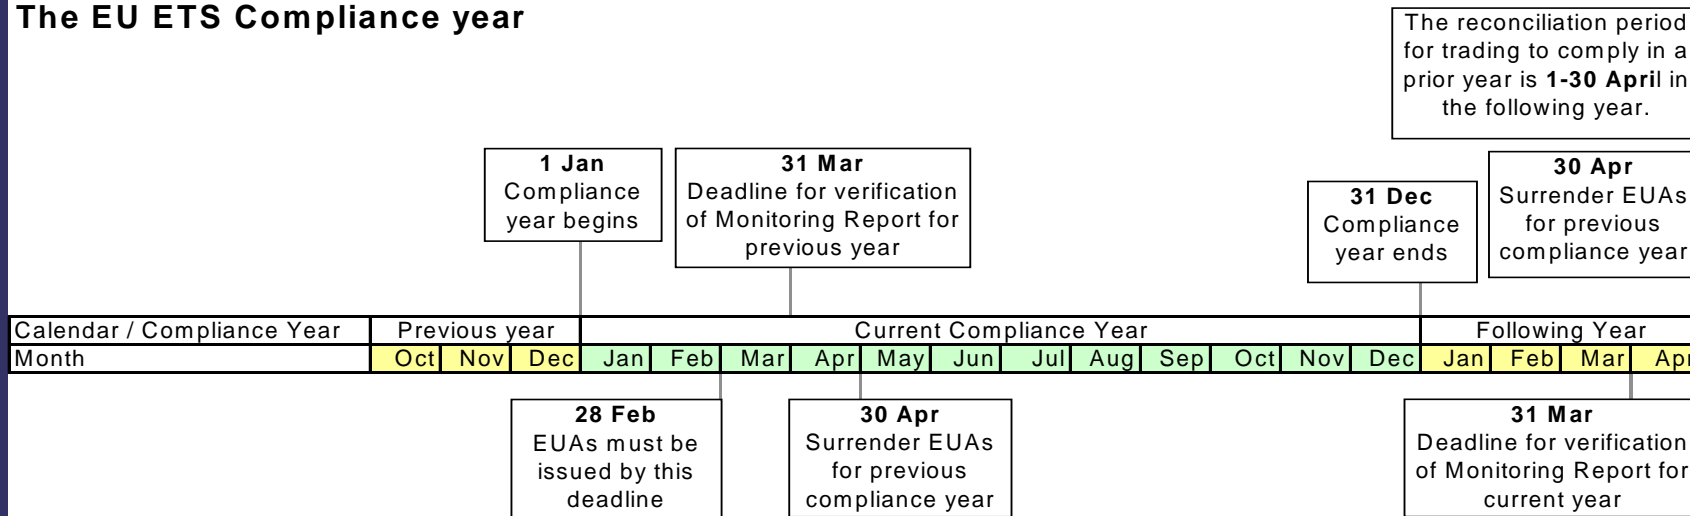 The EU ETS Compliance year
The reconciliation period
for trading to comply in a
prior year is 1-30 April in
the following year.
1 Jan
Compliance
year begins
31 Mar
Deadline for verification
of Monitoring Report for
previous year
31 Dec
Compliance
year ends
30 Apr
Surrender EUAs
for previous
compliance year
Calendar / Compliance Year Previous year Current Compliance Year Following Year
Month Oct Nov Dec Jan Feb Mar Apr May Jun Jul Aug Sep Oct Nov Dec Jan Feb Mar Apr
28 Feb
EUAs must be
issued by this
deadline
30 Apr
Surrender EUAs
for previous
compliance year
31 Mar
Deadline for verification
of Monitoring Report for
current year